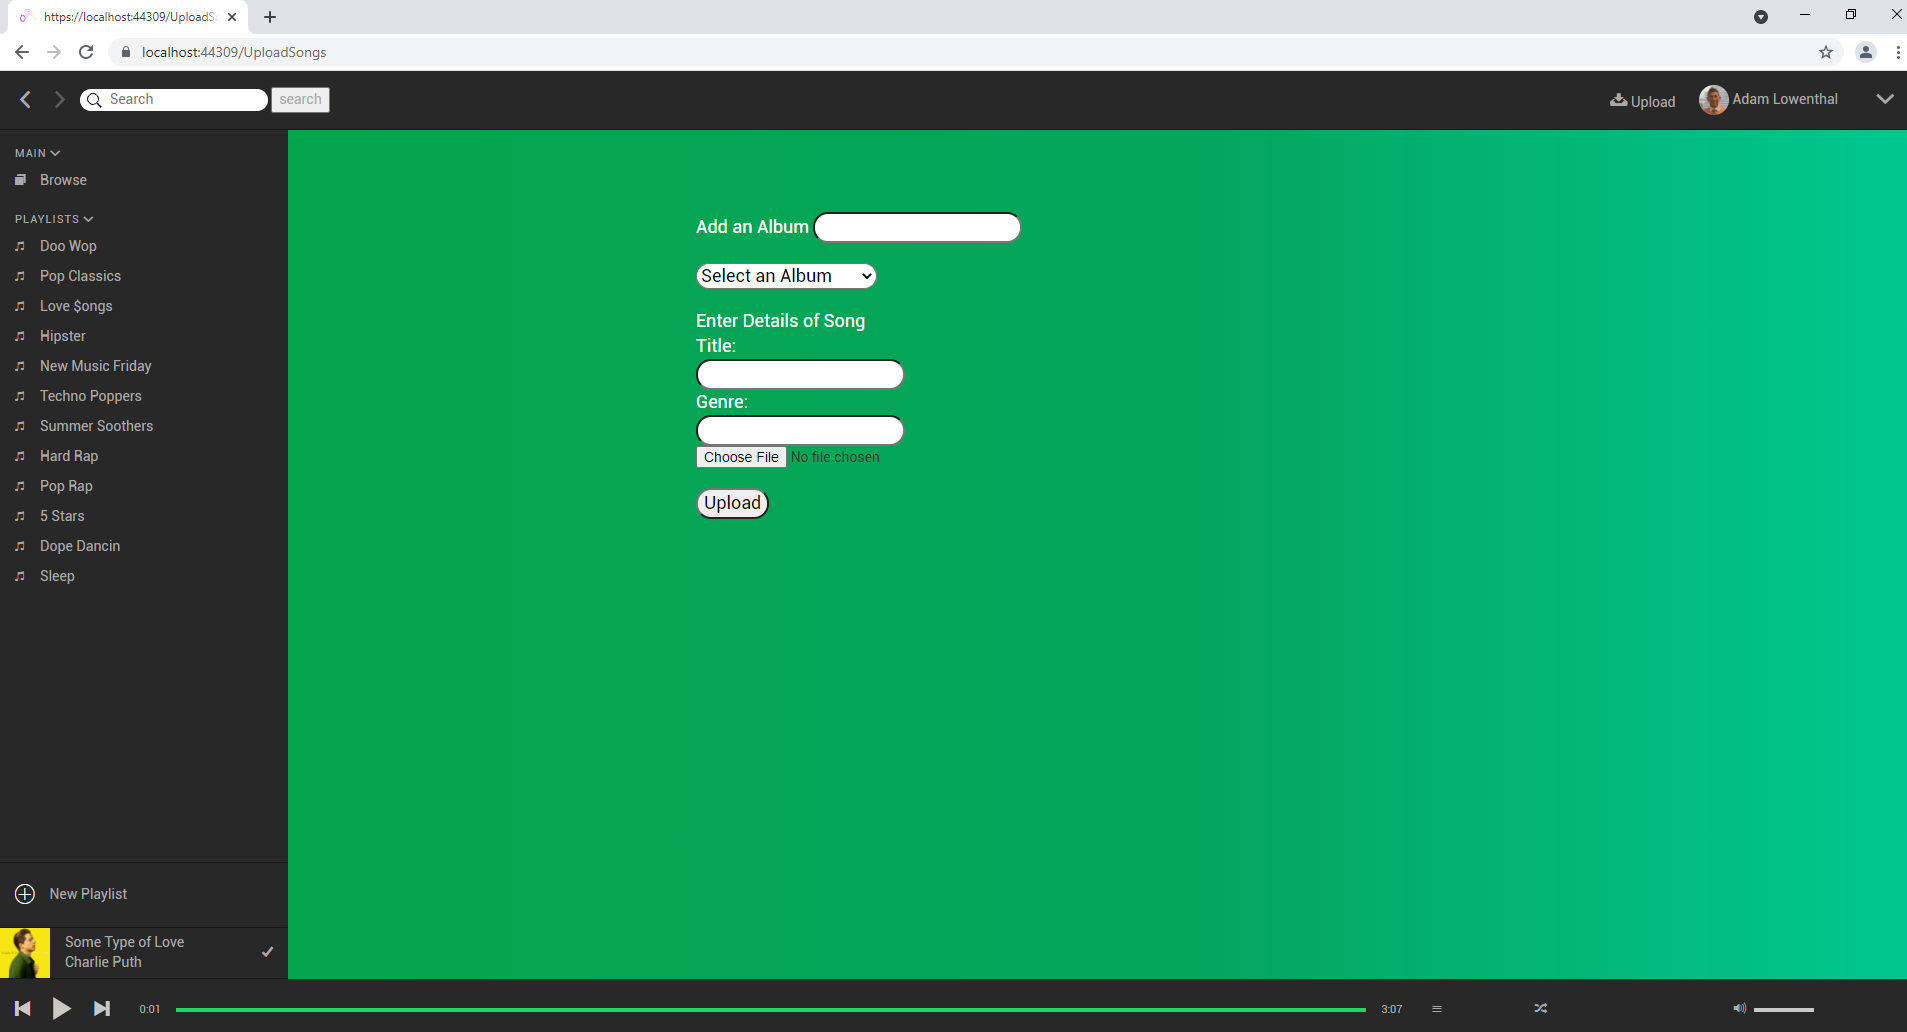 https://localhost:44309/UploadS
localhost:44309/UploadSongs
Search
search
Upload
Adam Lowenthal
MAIN
Browse
PLAYLISTS
Doo Wop
Pop Classics
Love $ongs
Hipster
New Music Friday
Techno Poppers
Summer Soothers
Hard Rap
Pop Rap
5 Stars
Dope Dancin
Sleep
Add an Album
Select an Album
Enter Details of Song
Title:
Genre:
Choose File No file chosen
Upload
New Playlist
Some Type of Love
Charlie Puth
0:01
3:07